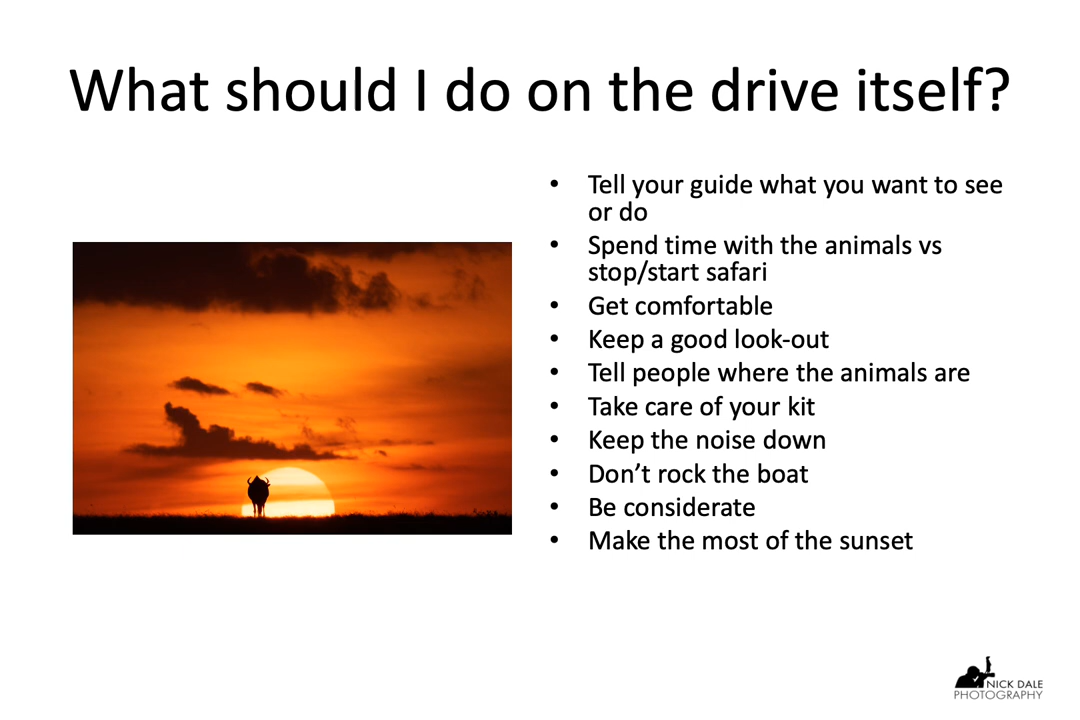 What should I do on the drive itself?
• Tell your guide what you want to see
or do
• Spend time with the animals vs
stop/start safari
• Get comfortable
• Keep a good look-out
• Tell people where the animals are
• Take care of your kit
• Keep the noise down
• Don’t rock the boat
• Be considerate
• Make the most of the sunset
NICK DALE
PHOTOGRAPHY